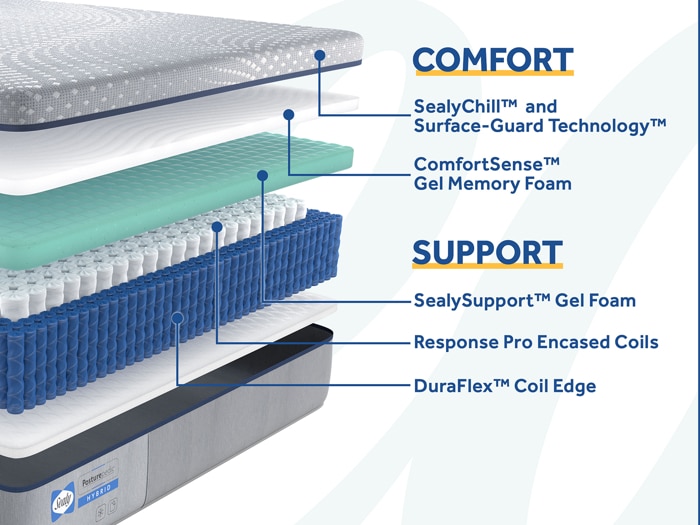 COMFORT
SealyChill™ and
Surface-Guard Technology™
ComfortSense™
Gel Memory Foam
SUPPORT
SealySupport™ Gel Foam
Response Pro Encased Coils
DuraFlex™ Coil Edge
Sealy
Posturepedic
HYBRID